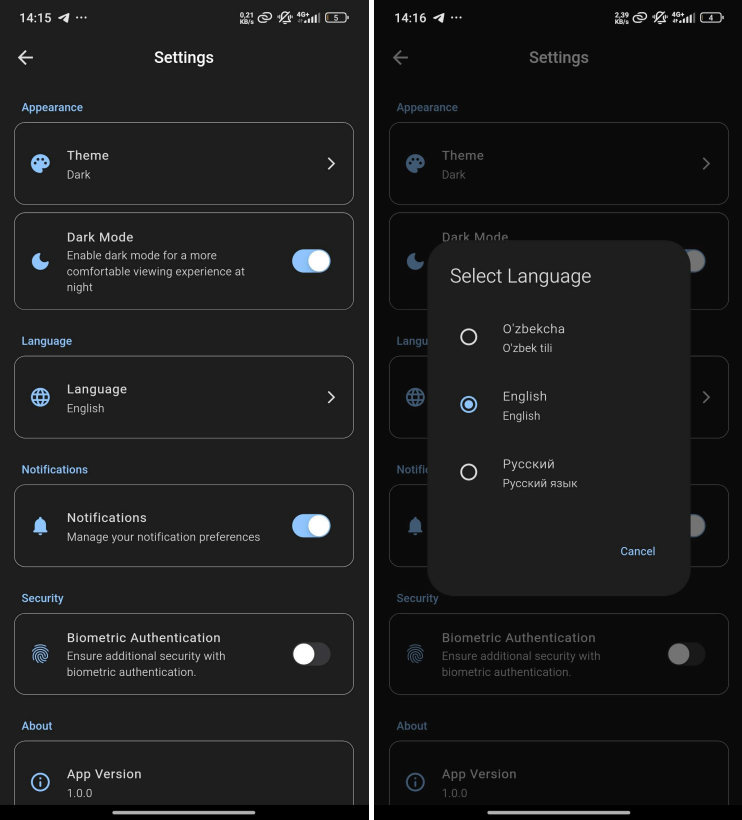 14:15 ···
0,21 KB/s 4G+ 5
Settings
Appearance
Theme
Dark
Dark Mode
Enable dark mode for a more
comfortable viewing experience at
night
Language
Language
English
Notifications
Notifications
Manage your notification preferences
Security
Biometric Authentication
Ensure additional security with
biometric authentication.
About
App Version
1.0.0
14:16 ···
2,39 KB/s 4G+ 4
Settings
Appearance
Theme
Dark
Dark Mode
Select Language
O'zbekcha
O'zbek tili
English
English
Русский
Русский язык
Cancel
Langu
Notific
Security
Biometric Authentication
Ensure additional security with
biometric authentication.
About
App Version
1.0.0